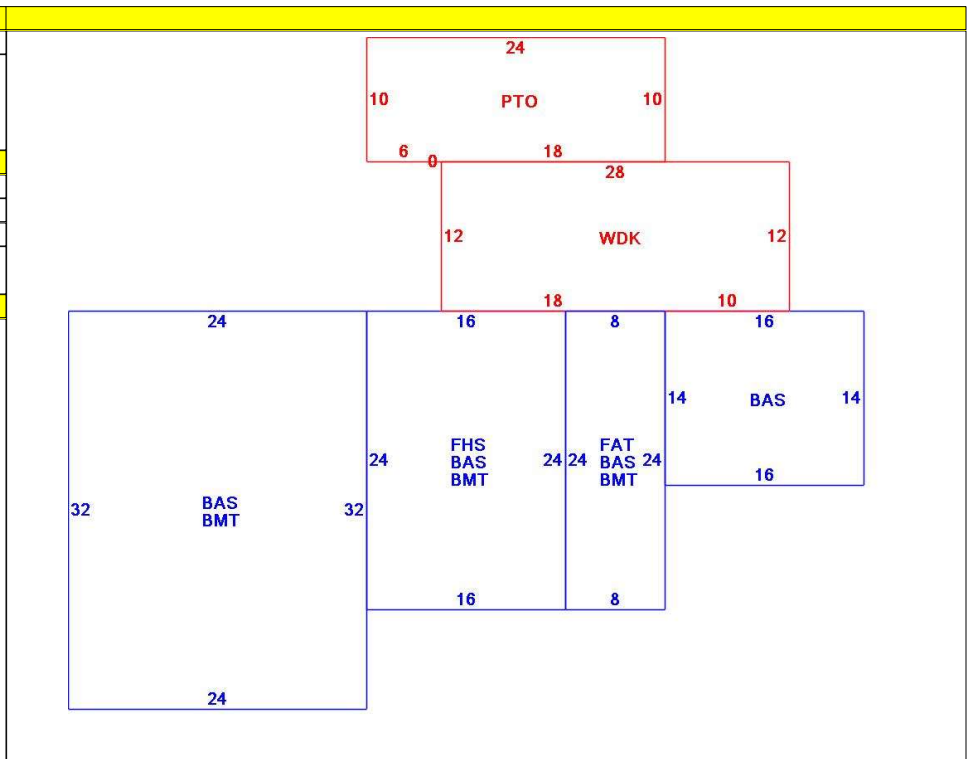 24
10 PTO 10
6 0 18
28
12 WDK 12
18 10
24 16 8 16
14 BAS 14
FHS FAT
24 BAS 24 24 BAS 24
BMT BMT
16
32 BAS 32
BMT
16 8
24